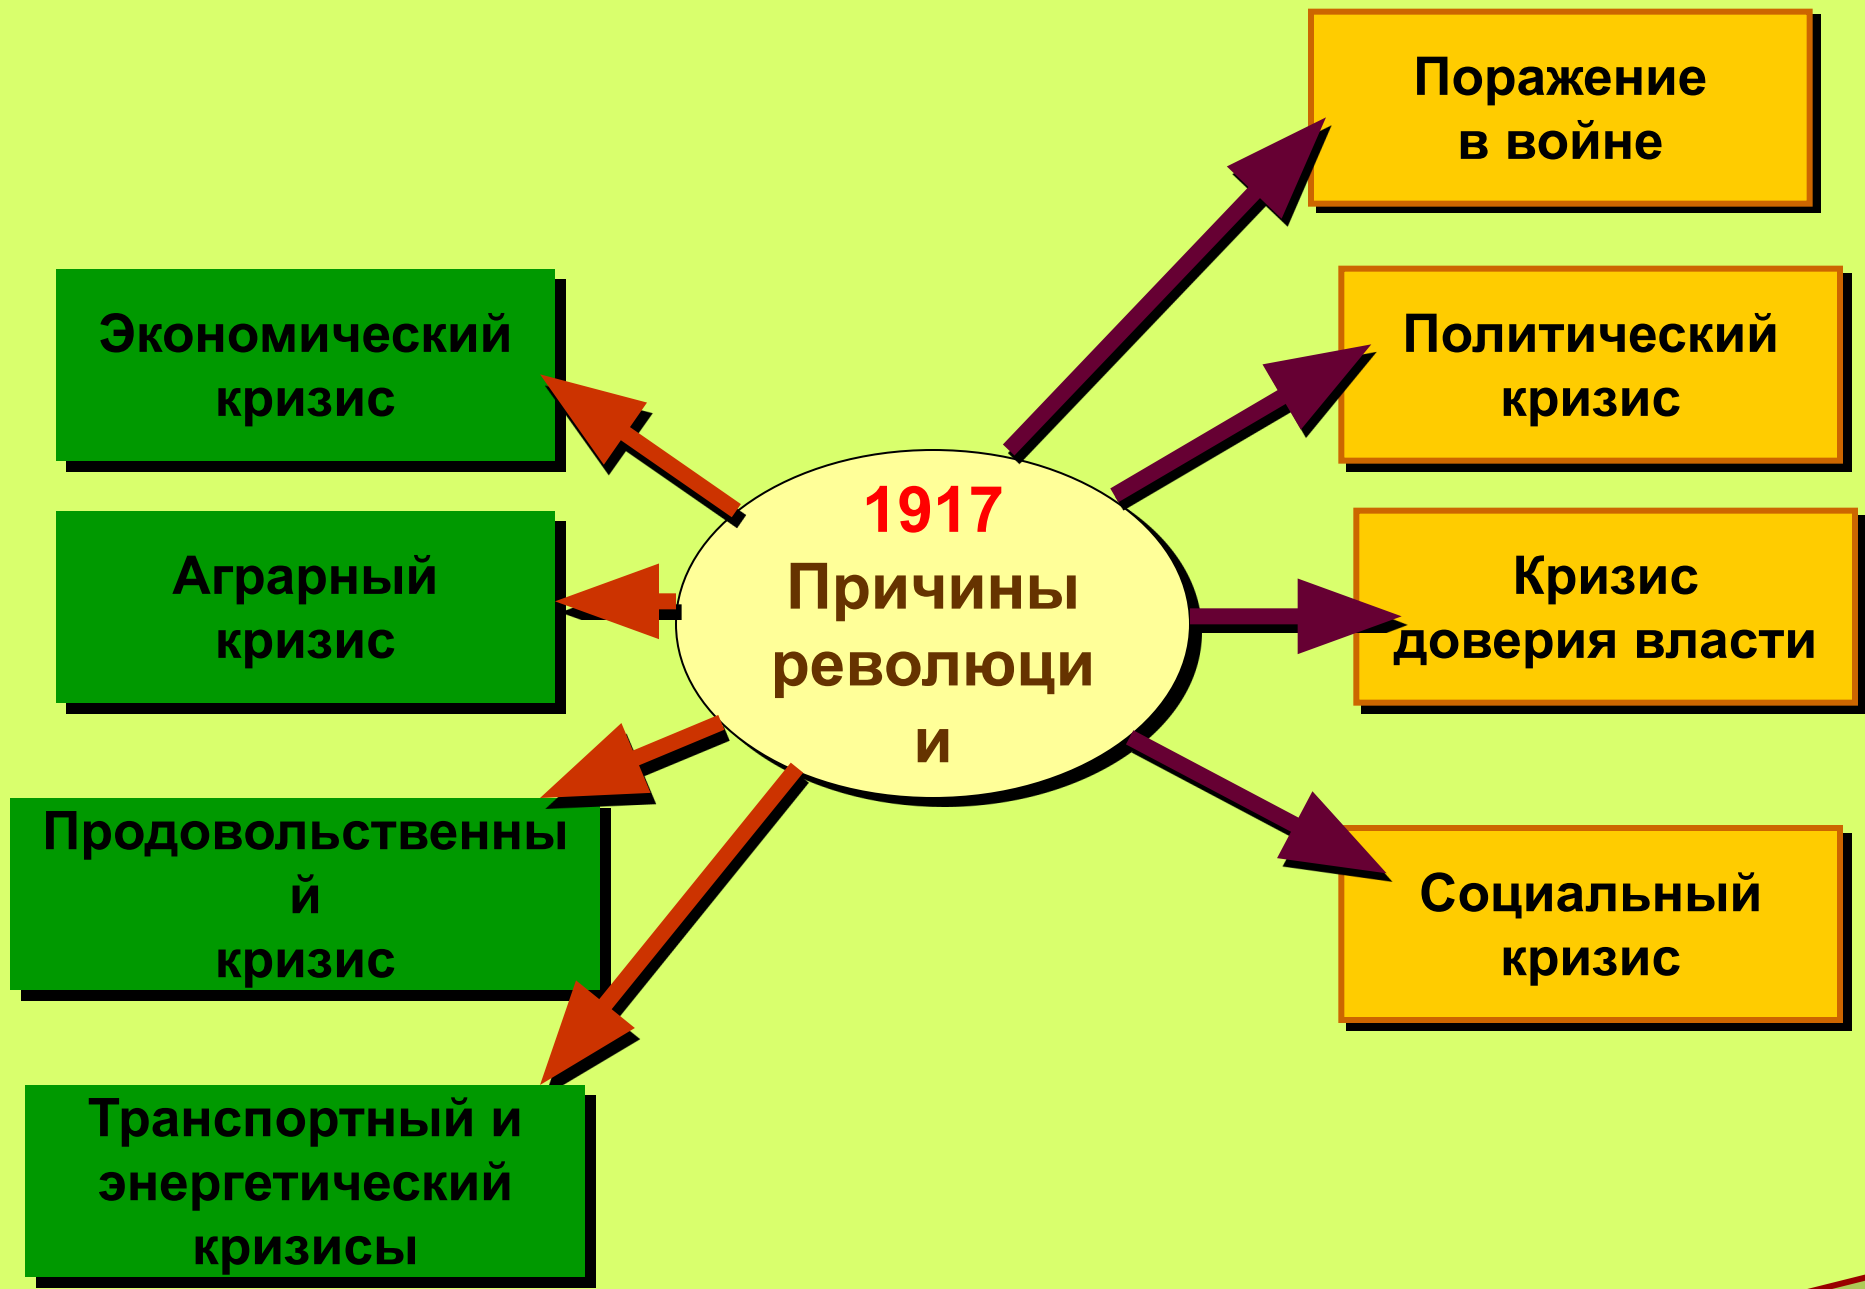 Поражение
в войне
Экономический
кризис
Политический
кризис
1917
Причины
революци
и
Аграрный
кризис
Кризис
доверия власти
Продовольственны
й
кризис
Социальный
кризис
Транспортный и
энергетический
кризисы